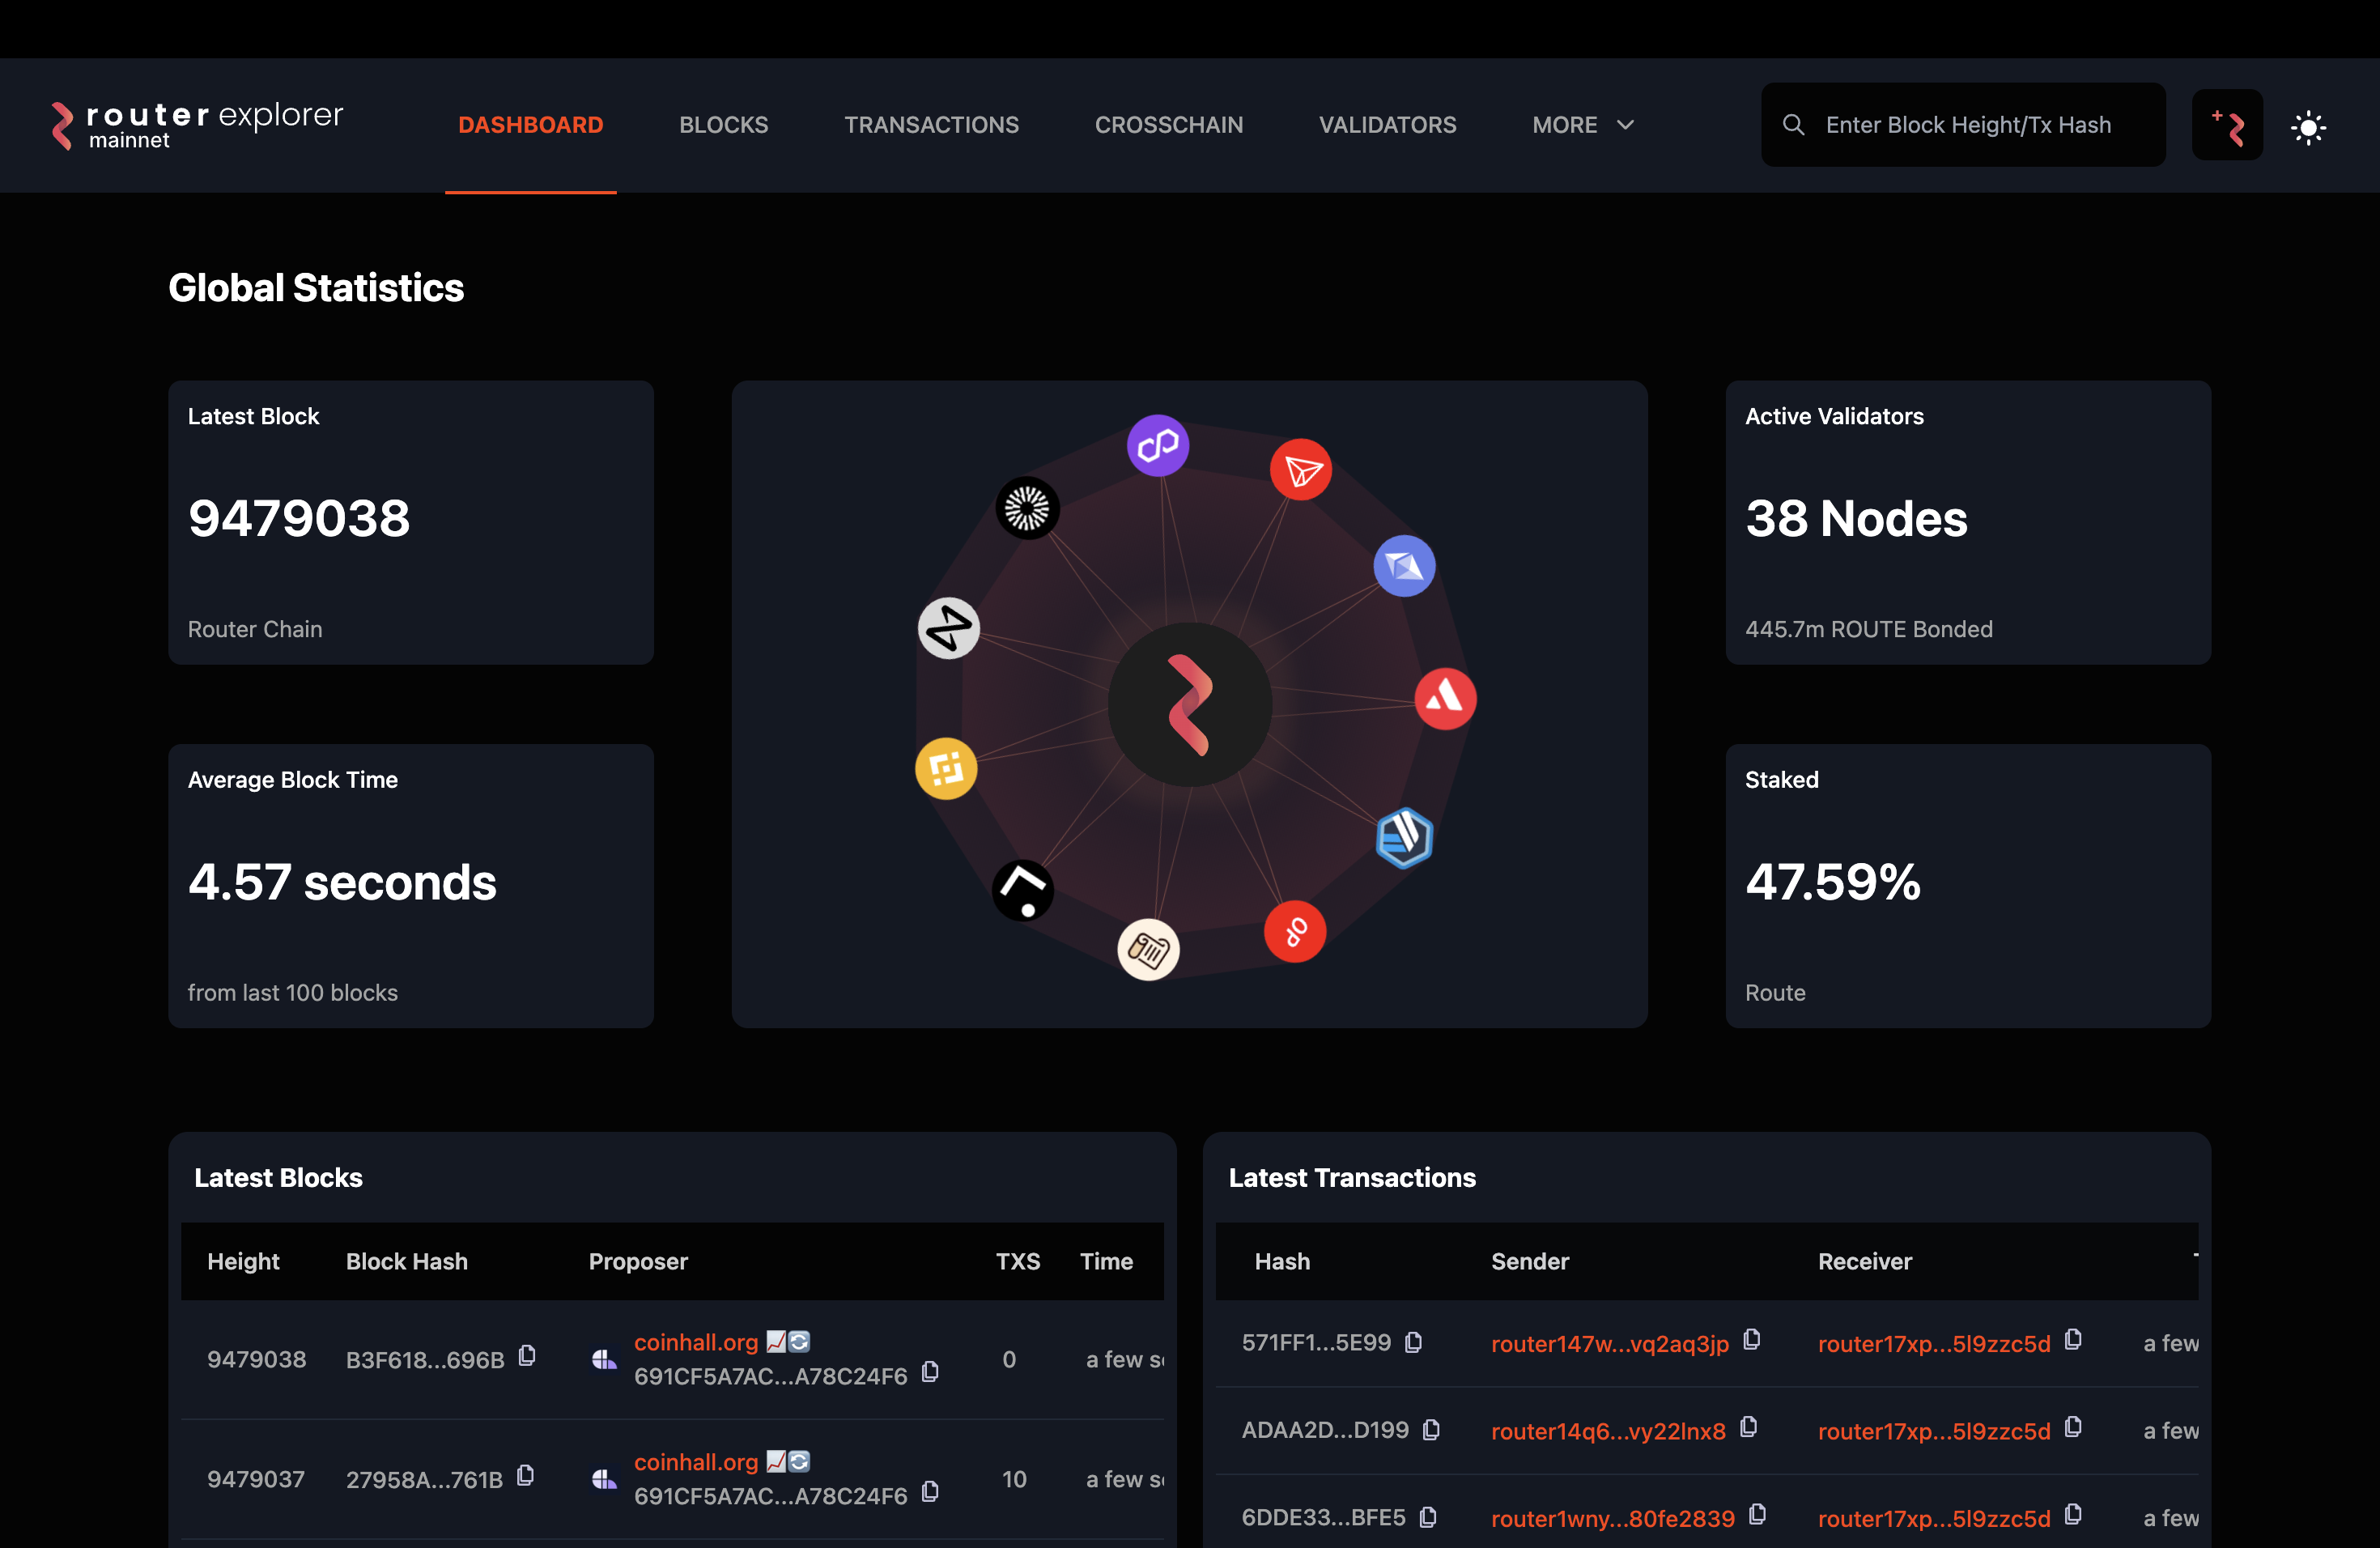 router explorer
mainnet
DASHBOARD
BLOCKS
TRANSACTIONS
CROSSCHAIN
VALIDATORS
MORE
Enter Block Height/Tx Hash
Global Statistics
Latest Block
9479038
Router Chain
Active Validators
38 Nodes
445.7m ROUTE Bonded
Average Block Time
4.57 seconds
from last 100 blocks
Staked
47.59%
Route
Latest Blocks
Height Block Hash Proposer TXS Time
9479038 B3F618...696B coinhall.org 0 a few
691CF5A7AC...A78C24F6
9479037 27958A...761B coinhall.org 10 a few
691CF5A7AC...A78C24F6
Latest Transactions
Hash Sender Receiver
571FF1...5E99 router147w...vq2aq3jp router17xp...5l9zzc5d a few
ADAA2D...D199 router14q6...vy22lnx8 router17xp...5l9zzc5d a few
6DDE33...BFE5 router1wny...80fe2839 router17xp...5l9zzc5d a few